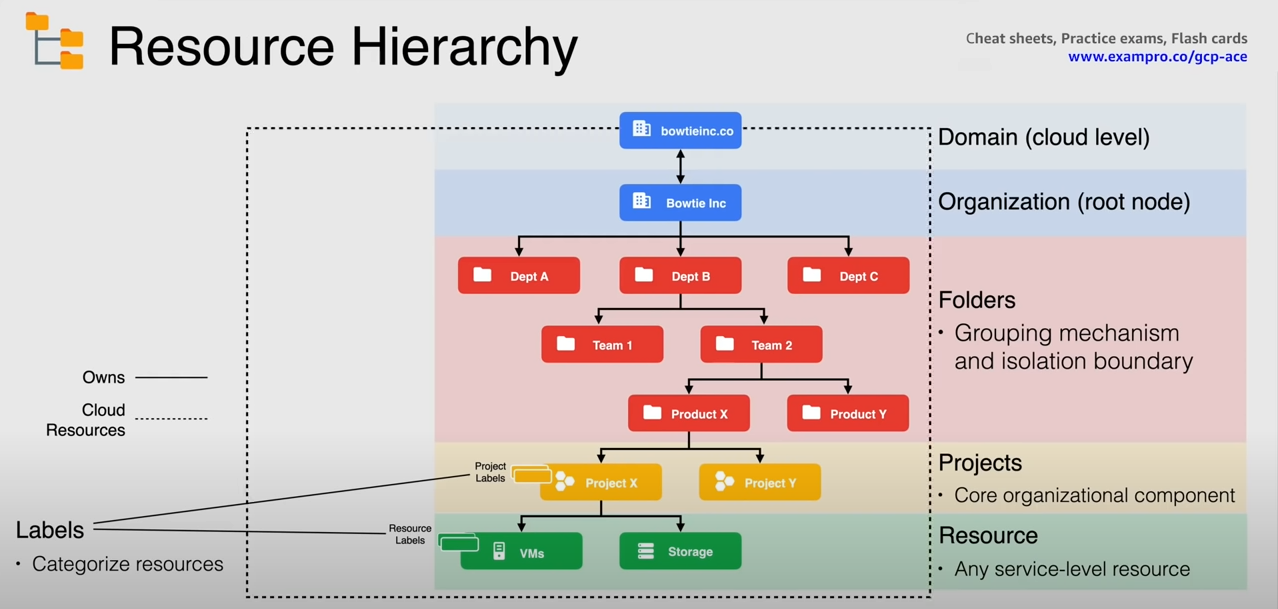 Resource Hierarchy
Cheat sheets, Practice exams, Flash cards
www.exampro.co/gcp-ace
bowtieinc.co
Domain (cloud level)
Bowtie Inc
Organization (root node)
Dept A
Dept B
Dept C
Folders
• Grouping mechanism
and isolation boundary
Team 1
Team 2
Product X
Product Y
Owns
Cloud
Resources
Project
Labels
Project X
Project Y
Projects
• Core organizational component
Labels
• Categorize resources
Resource
Labels
VMs
Storage
Resource
• Any service-level resource